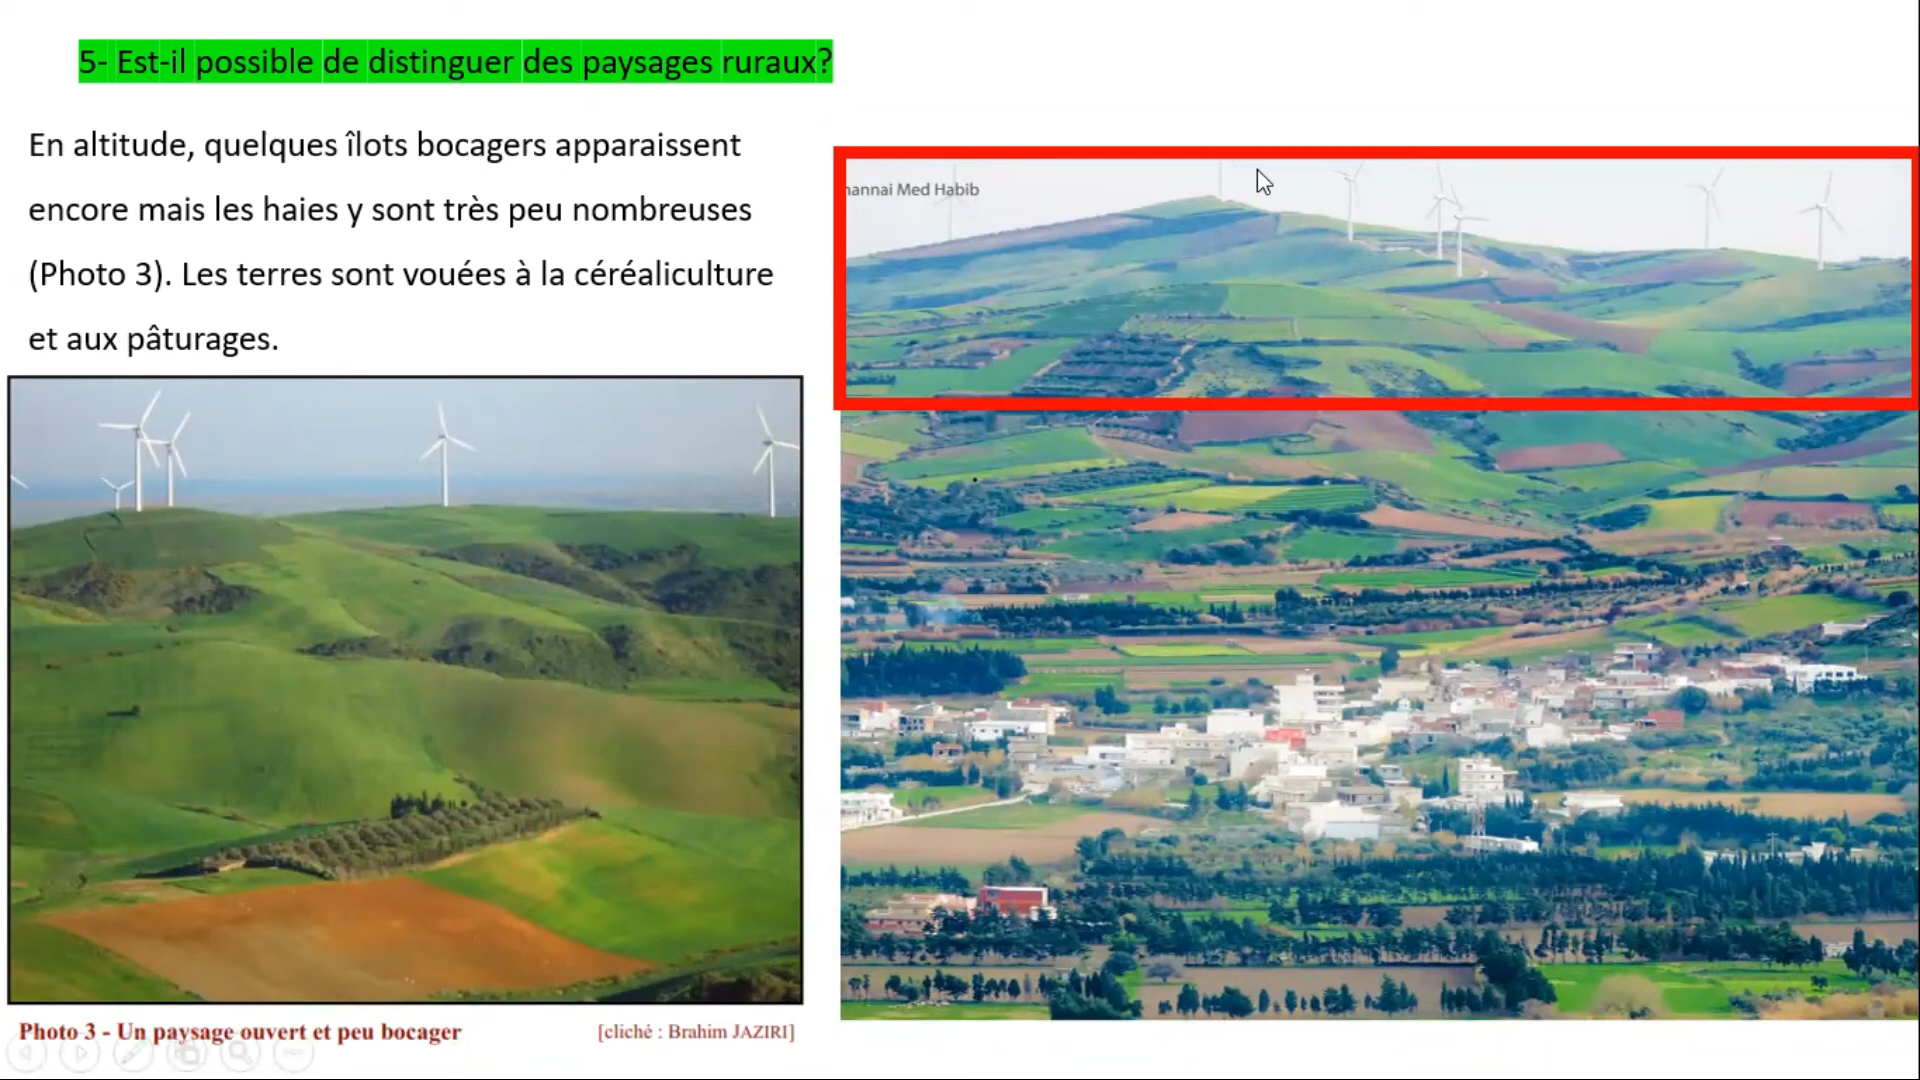 5- Est-il possible de distinguer des paysages ruraux?
En altitude, quelques îlots bocagers apparaissent
encore mais les haies y sont très peu nombreuses
(Photo 3). Les terres sont vouées à la céréaliculture
et aux pâturages.
Med Habib
Photo 3 - Un paysage ouvert et peu bocager
[cliché : Brahim JAZIRI]